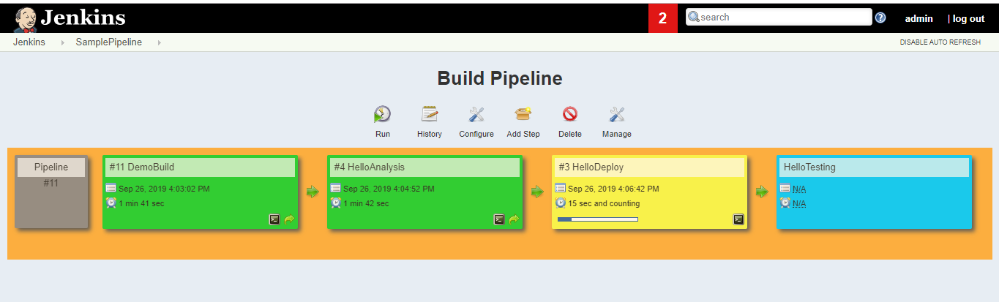 Jenkins
2
search
admin
| log out
Jenkins
SamplePipeline
DISABLE AUTO REFRESH
Build Pipeline
Run
History
Configure
Add Step
Delete
Manage
Pipeline
#11
#11 DemoBuild
Sep 26, 2019 4:03:02 PM
1 min 41 sec
#4 HelloAnalysis
Sep 26, 2019 4:04:52 PM
1 min 42 sec
#3 HelloDeploy
Sep 26, 2019 4:06:42 PM
15 sec and counting
HelloTesting
N/A
N/A